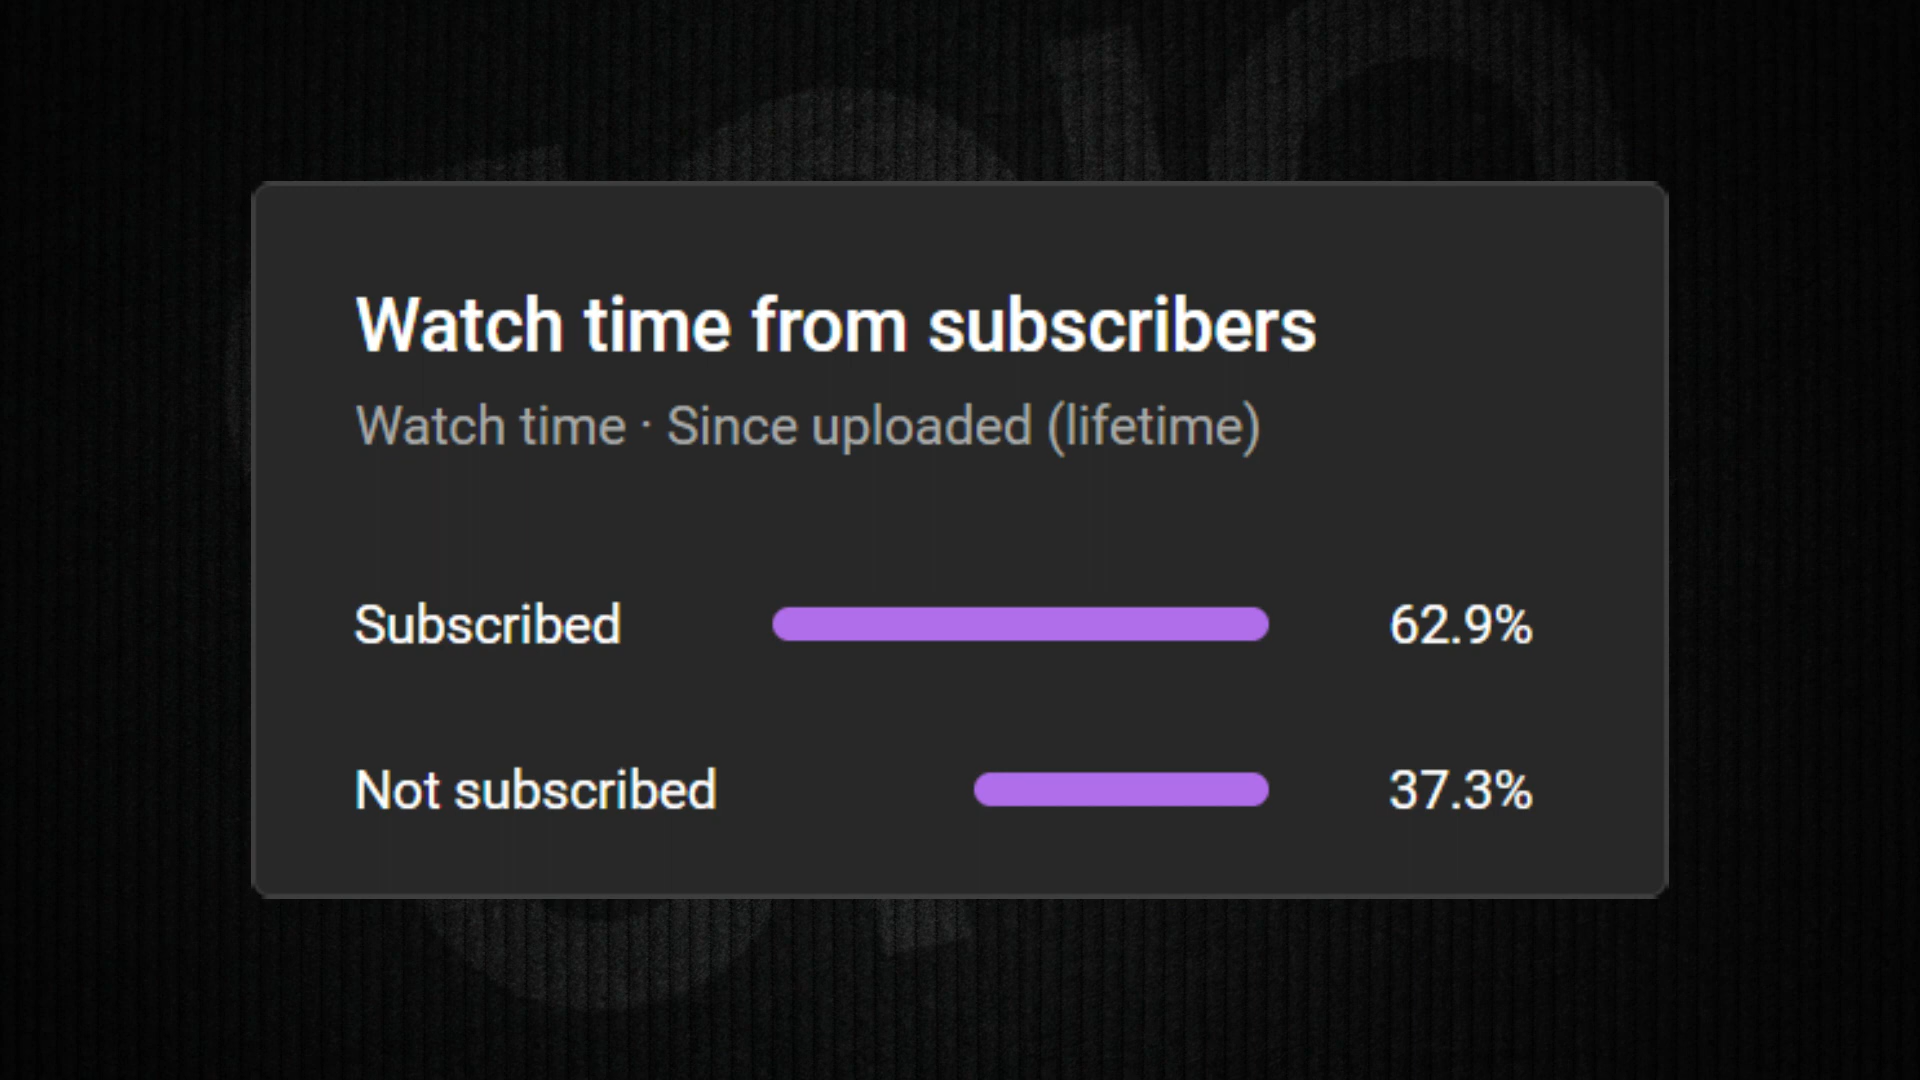 Watch time from subscribers
Watch time · Since uploaded (lifetime)
Subscribed 62.9%
Not subscribed 37.3%